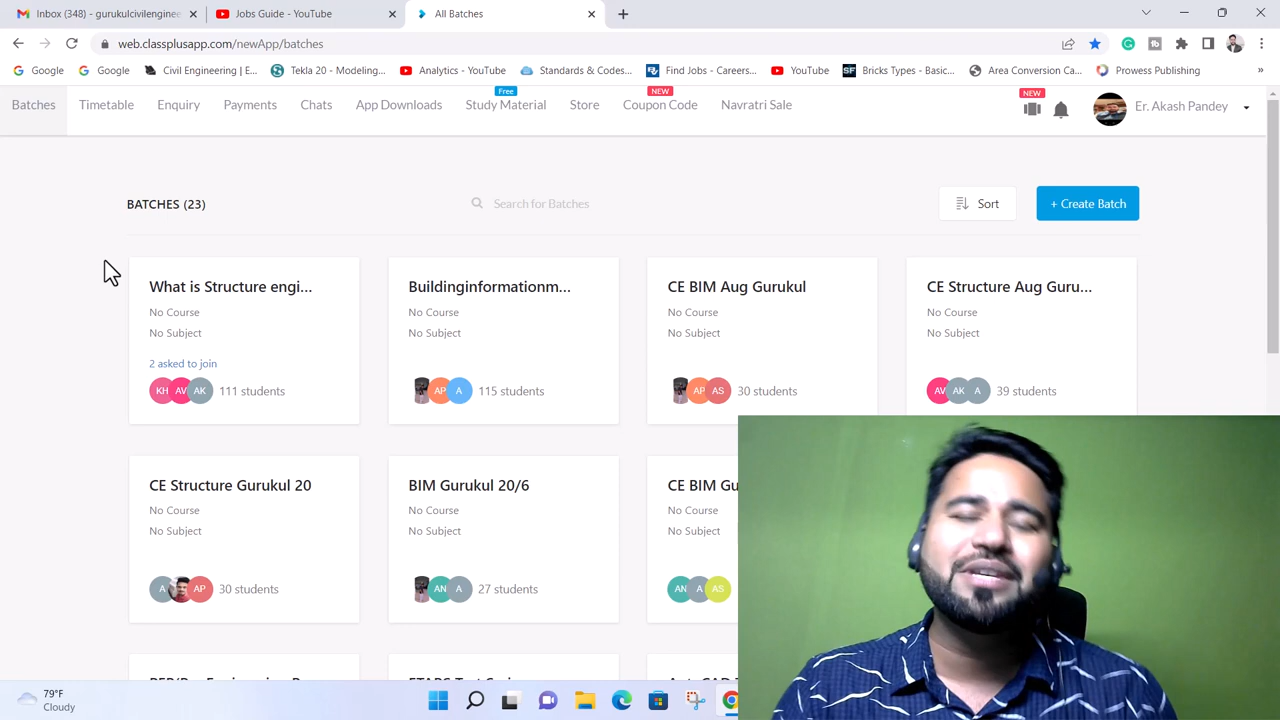 Inbox (348) - gurukulcivilenginee
Jobs Guide - YouTube
All Batches
web.classplusapp.com/newApp/batches
Google
Google
Civil Engineering | E...
Tekla 20 - Modeling...
Analytics - YouTube
Standards & Codes...
Find Jobs - Careers...
YouTube
SF
Bricks Types - Basic...
Area Conversion Ca...
Prowess Publishing
»
Free
NEW
NEW
Batches
Timetable
Enquiry
Payments
Chats
App Downloads
Study Material
Store
Coupon Code
Navratri Sale
Er. Akash Pandey
BATCHES (23)
Search for Batches
Sort
+ Create Batch
What is Structure engi...
No Course
No Subject
2 asked to join
KH AV AK 111 students
Buildinginformationm...
No Course
No Subject
AP A 115 students
CE BIM Aug Gurukul
No Course
No Subject
AP AS 30 students
CE Structure Aug Guru...
No Course
No Subject
AV AK A 39 students
CE Structure Gurukul 20
No Course
No Subject
A AP 30 students
BIM Gurukul 20/6
No Course
No Subject
AN A 27 students
CE BIM Gu
No Course
No Subject
AN A AS
79°F
Cloudy